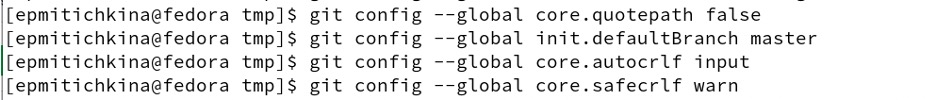 [epmitichkina@fedora tmp]$ git config --global core.quotepath false
[epmitichkina@fedora tmp]$ git config --global init.defaultBranch master
[epmitichkina@fedora tmp]$ git config --global core.autocrlf input
[epmitichkina@fedora tmp]$ git config --global core.safecrlf warn